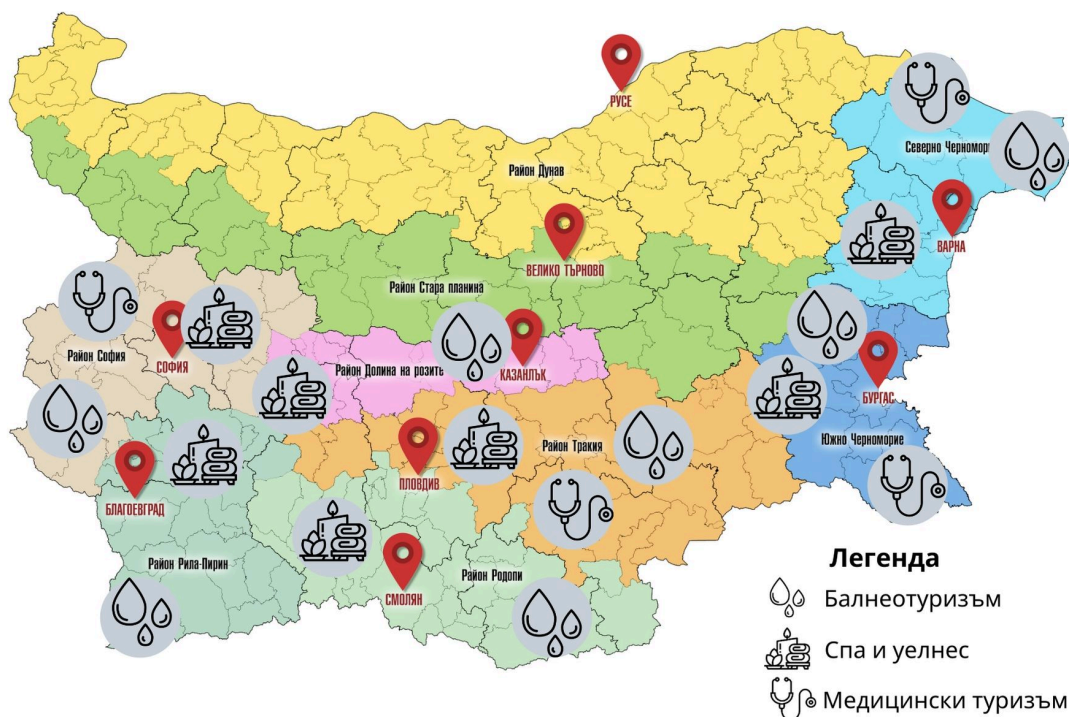 РУСЕ
Северно Черноморие
Район Дунав
ВАРНА
ВЕЛИКО ТЪРНОВО
Район Стара планина
Район София
СОФИЯ
Район Долина на розите
КАЗАНЛЪК
БУРГАС
Южно Черноморие
Район Тракия
ПЛОВДИВ
БЛАГОЕВГРАД
Район Рила-Пирин
Район Родопи
СМОЛЯН
Легенда
Балнеотуризъм
Спа и уелнес
Медицински туризъм